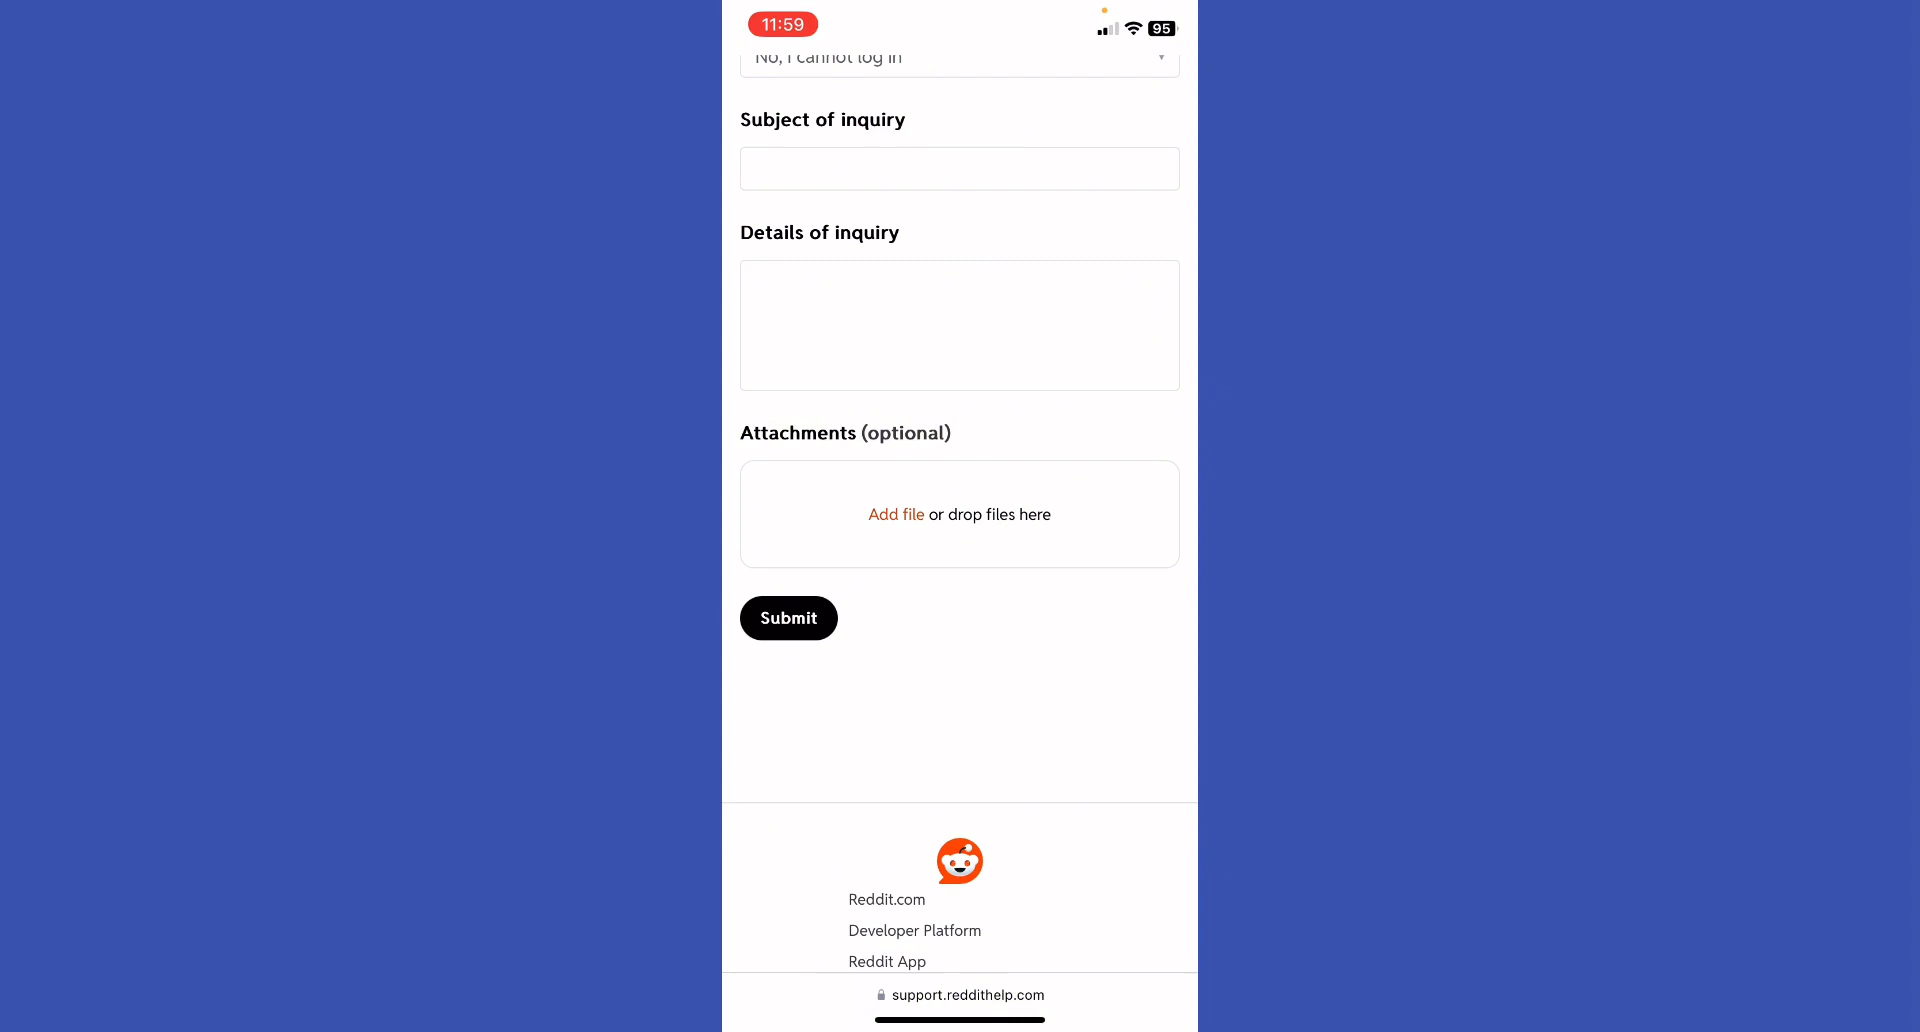 11:59
95
No, I cannot log in
Subject of inquiry
Details of inquiry
Attachments (optional)
Add file or drop files here
Submit
Reddit.com
Developer Platform
Reddit App
support.reddithelp.com